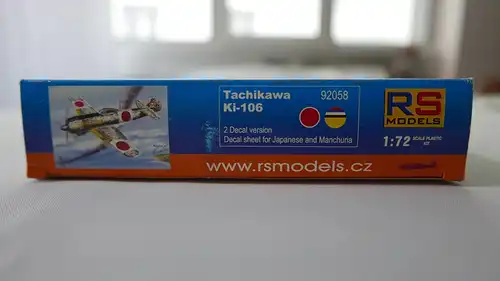 Tachikawa 92058
Ki-106
2 Decal version
Decal sheet for Japanese and Manchuria
RS
MODELS
1:72 SCALE PLASTIC
KIT
www.rsmodels.cz